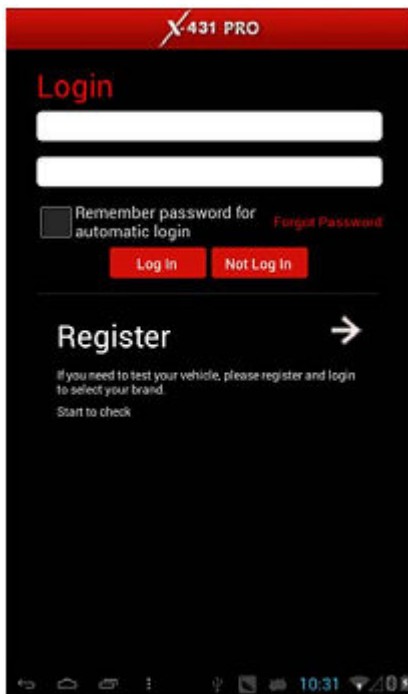 X-431 PRO
Login
Remember password for
automatic login
Forgot Password
Log In
Not Log In
Register
If you need to test your vehicle, please register and login
to select your brand.
Start to check
10:31